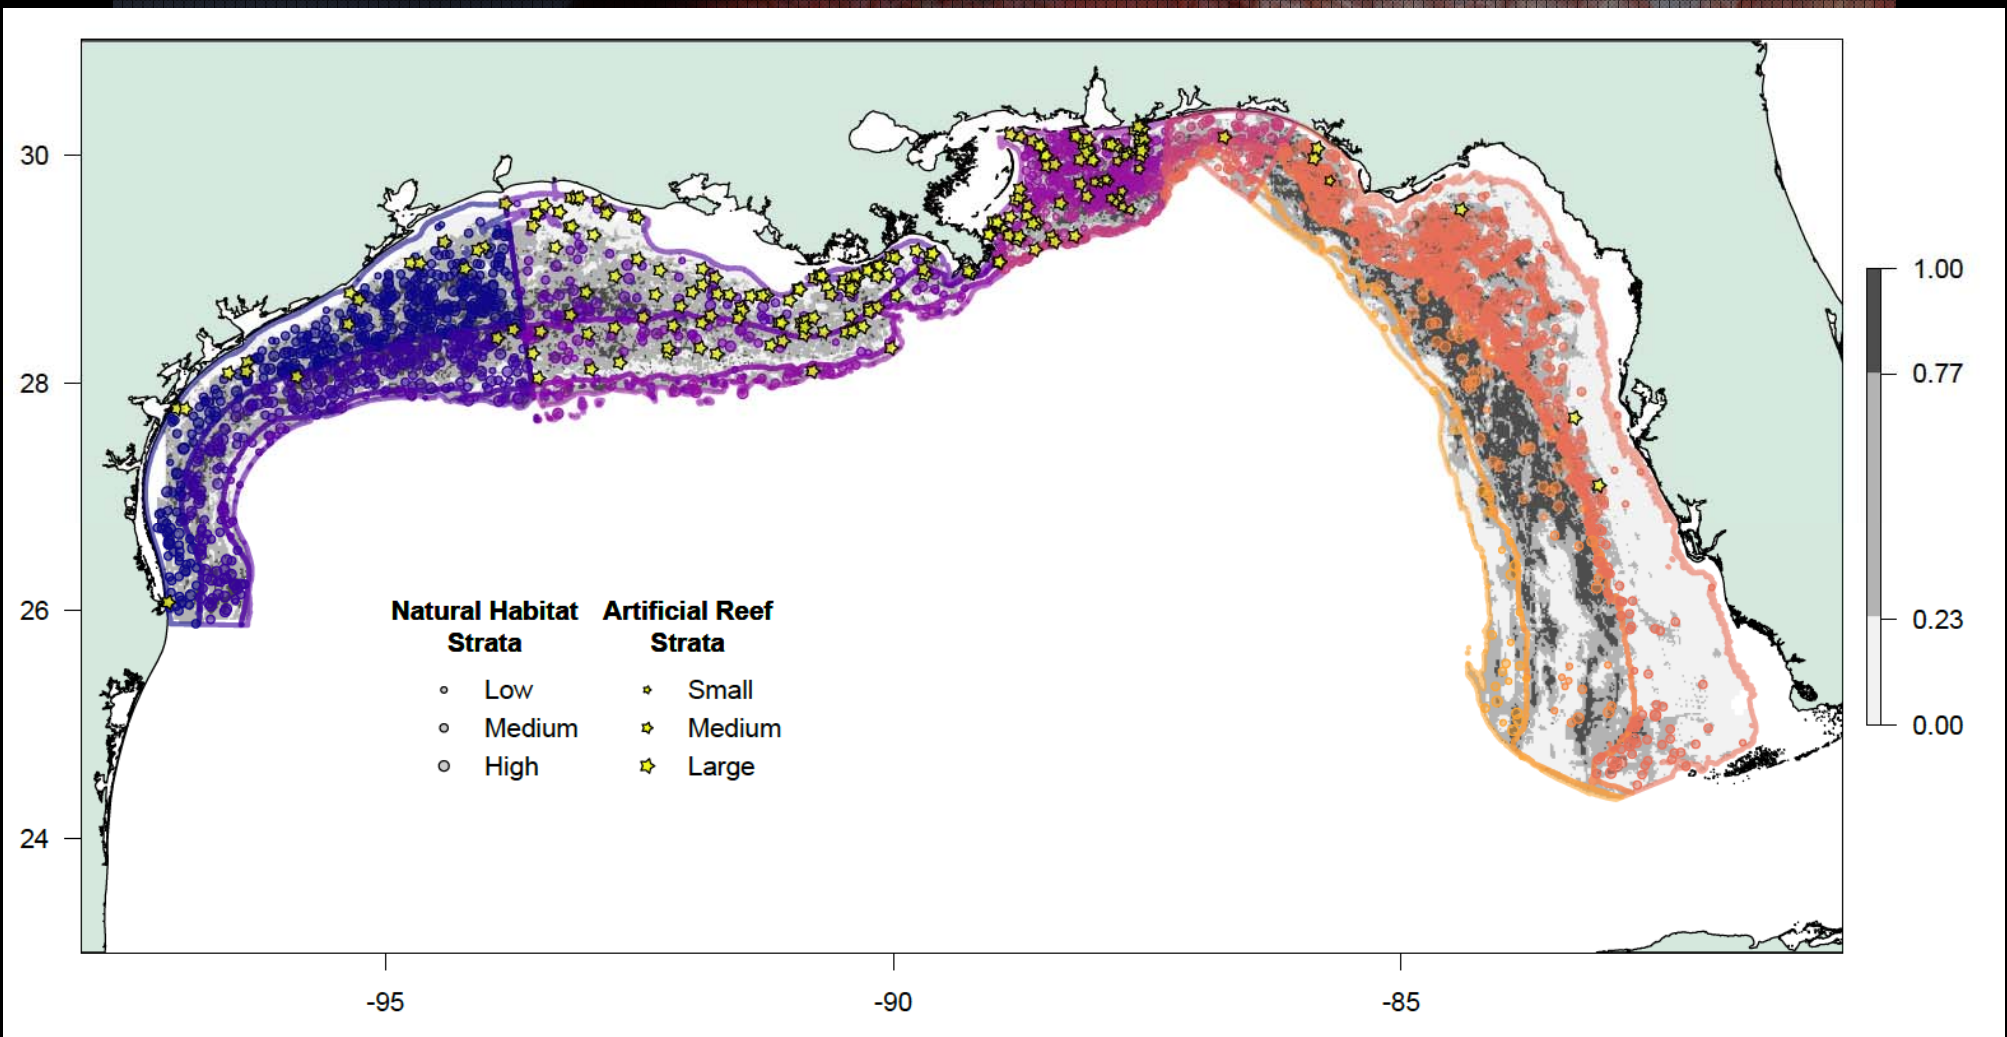 30
28
26
24
-95
-90
-85
Natural Habitat Strata
Low
Medium
High
Artificial Reef Strata
Small
Medium
Large
1.00
0.77
0.23
0.00